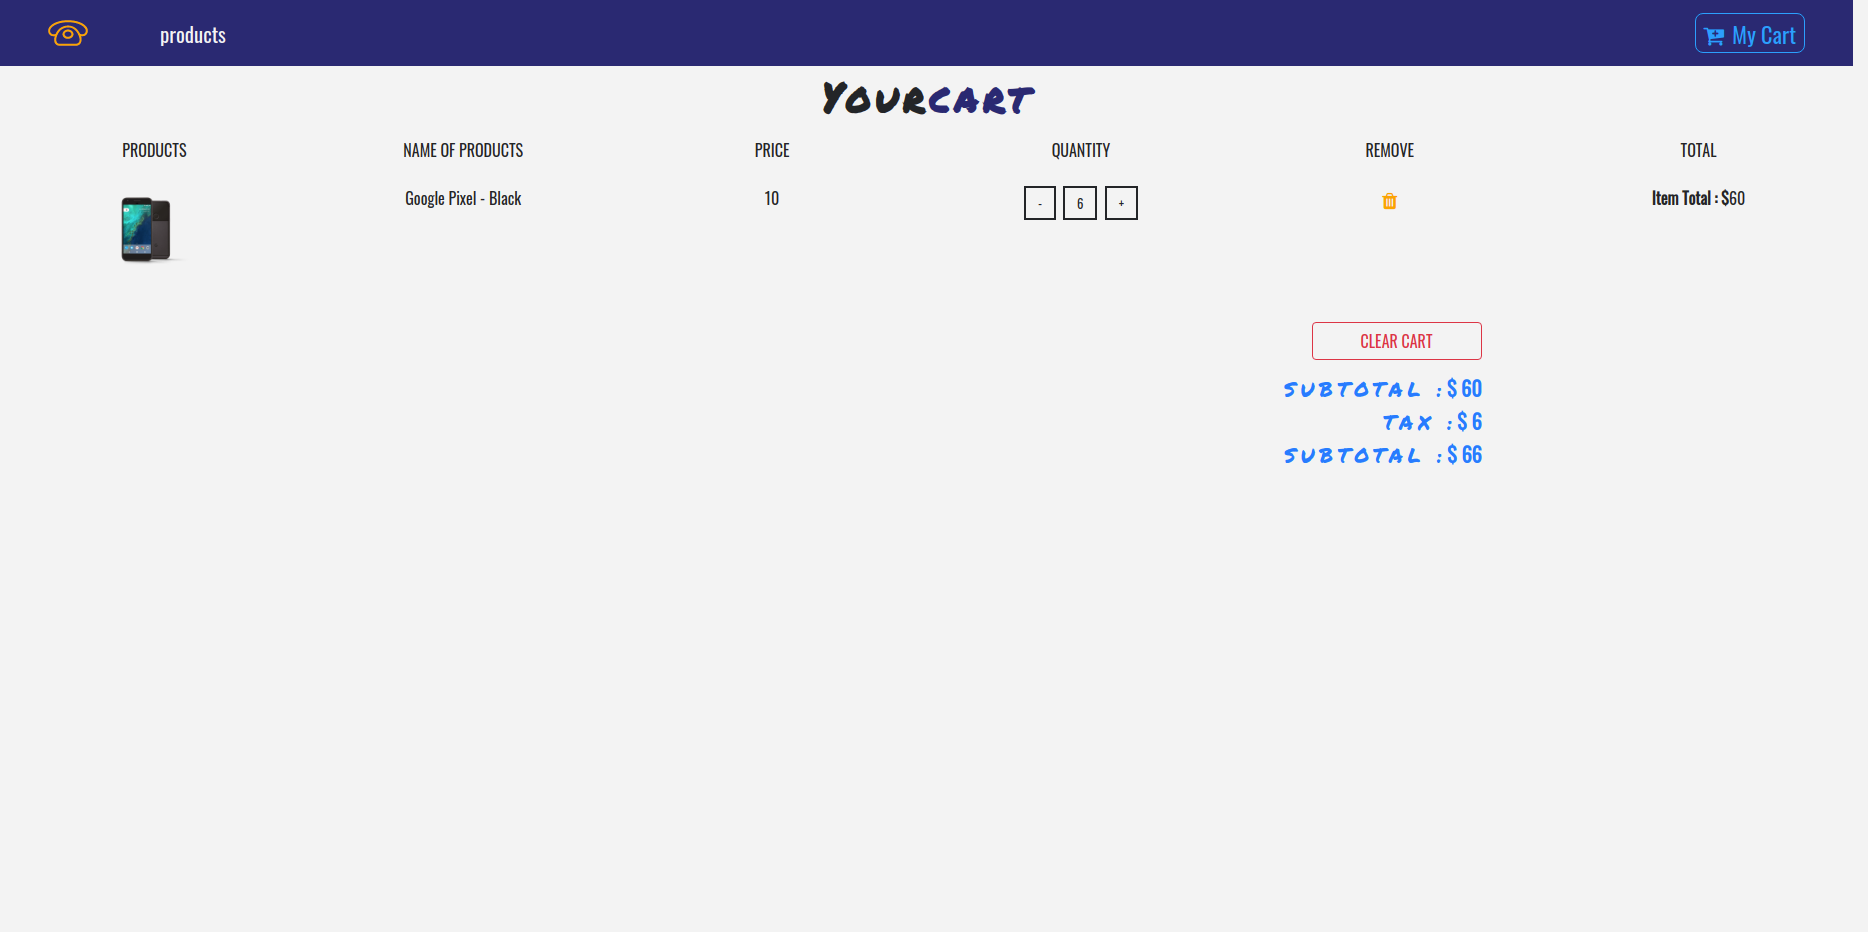 products
My Cart
Yourcart
PRODUCTS NAME OF PRODUCTS PRICE QUANTITY REMOVE TOTAL
Google Pixel - Black 10 - 6 + Item Total : $60
CLEAR CART
SUBTOTAL : $ 60
TAX : $ 6
SUBTOTAL : $ 66